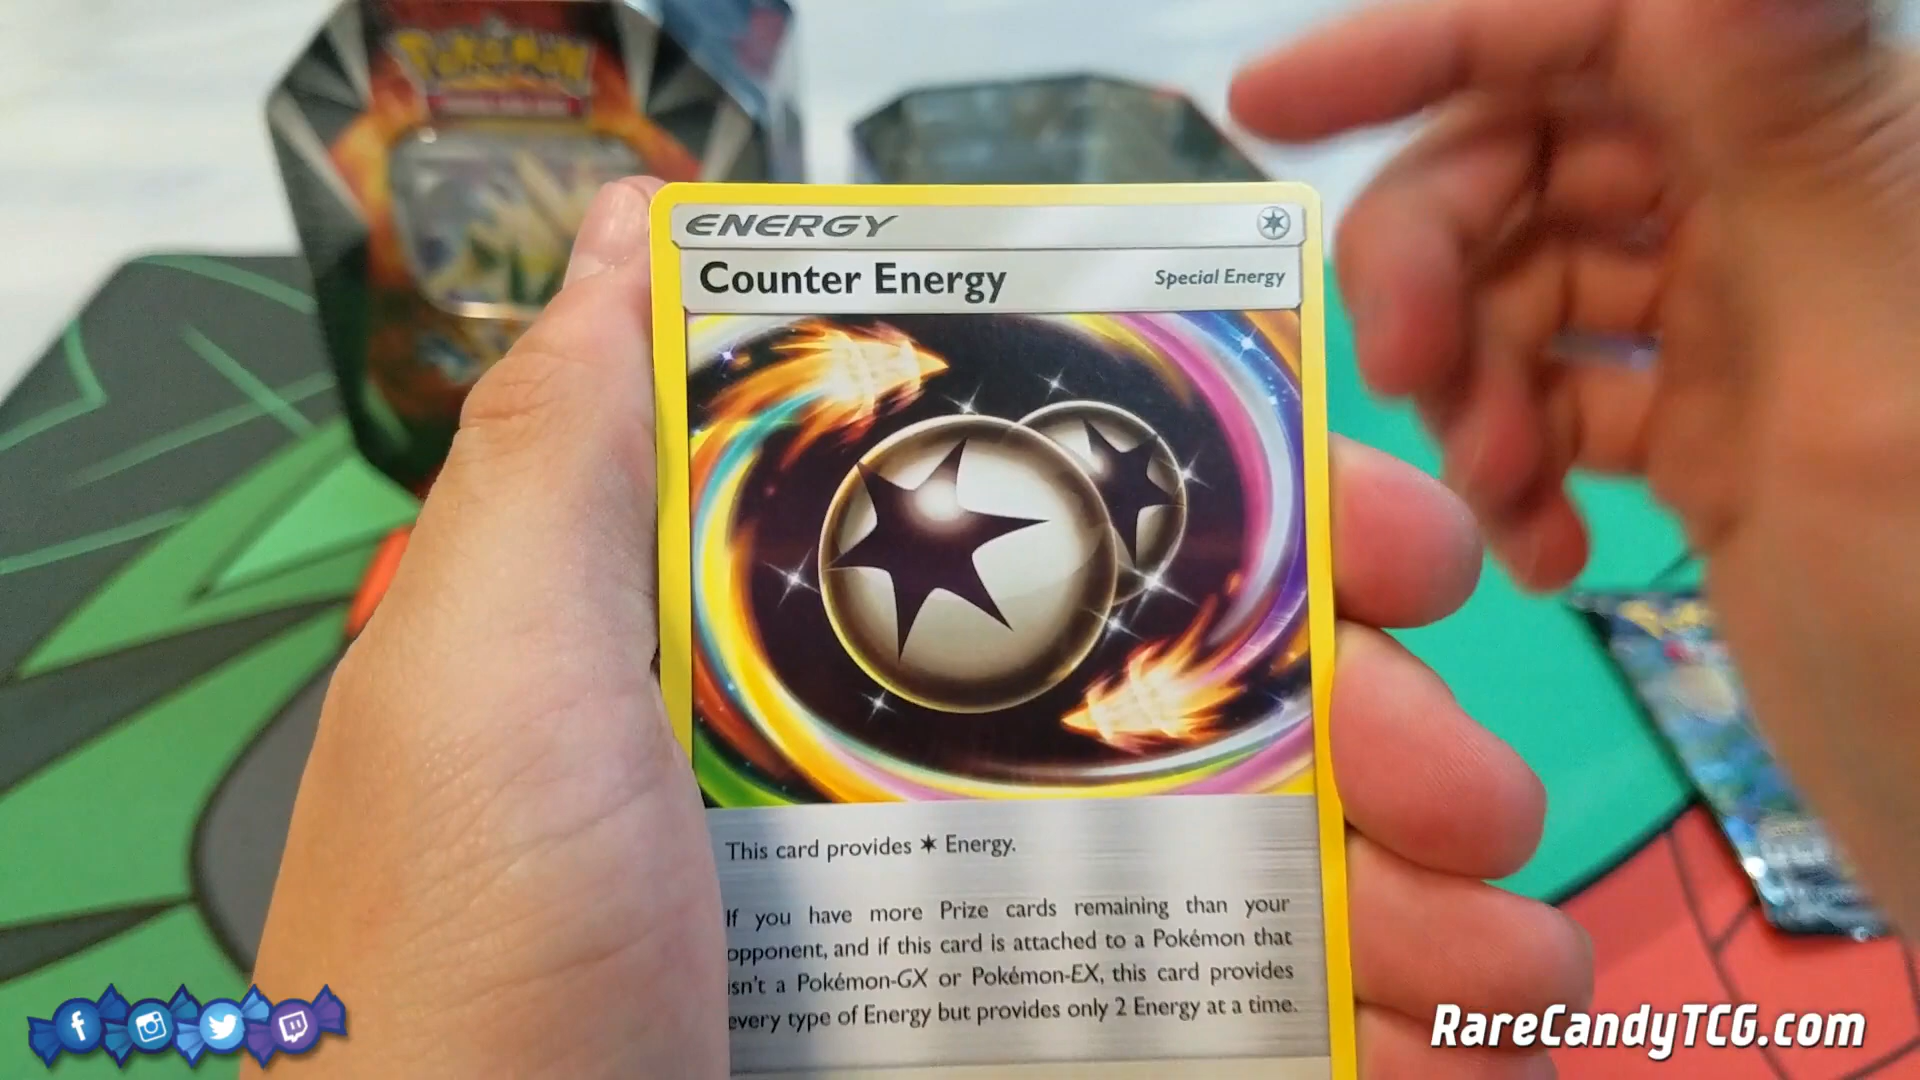 POKéMON
ENERGY
Counter Energy
Special Energy
This card provides Energy.
If you have more Prize cards remaining than your
opponent, and if this card is attached to a Pokémon that
isn't a Pokémon-GX or Pokémon-EX, this card provides
every type of Energy but provides only 2 Energy at a time.
RareCandyTCG.com